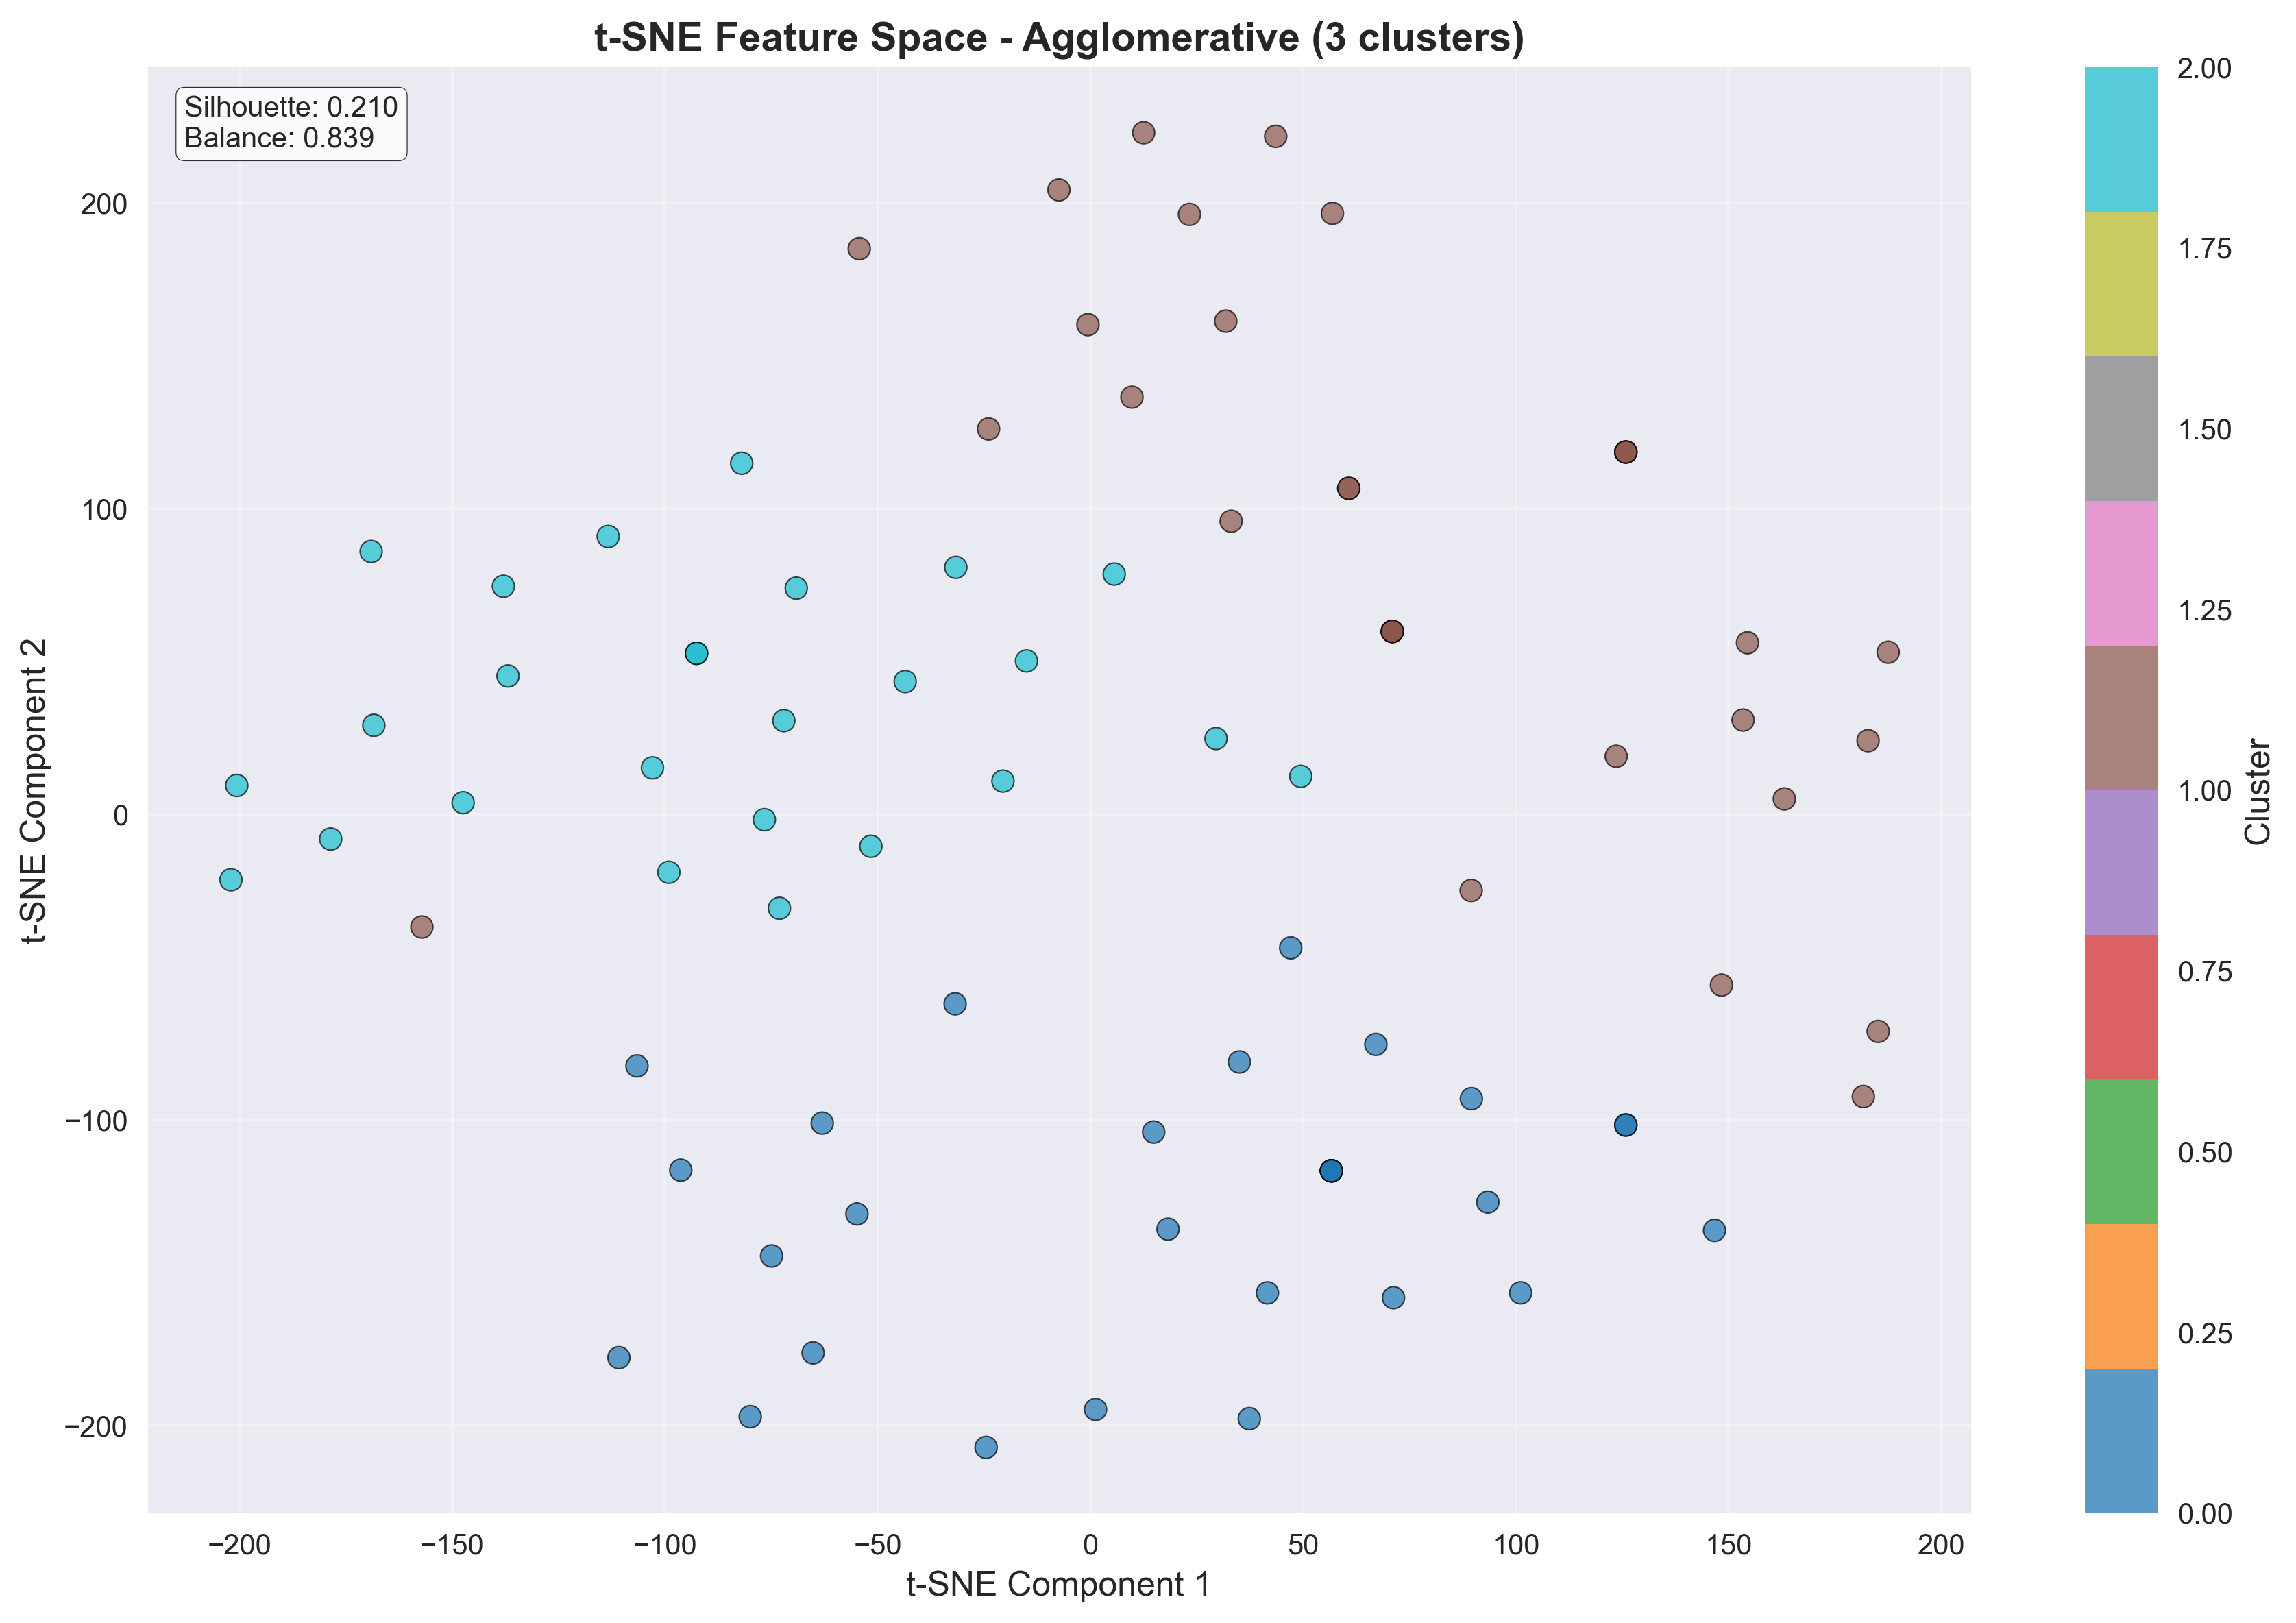 t-SNE Feature Space - Agglomerative (3 clusters)
Silhouette: 0.210
Balance: 0.839
t-SNE Component 2
200
100
0
−100
−200
−200 −150 −100 −50 0 50 100 150 200
t-SNE Component 1
2.00
1.75
1.50
1.25
1.00
0.75
0.50
0.25
0.00
Cluster